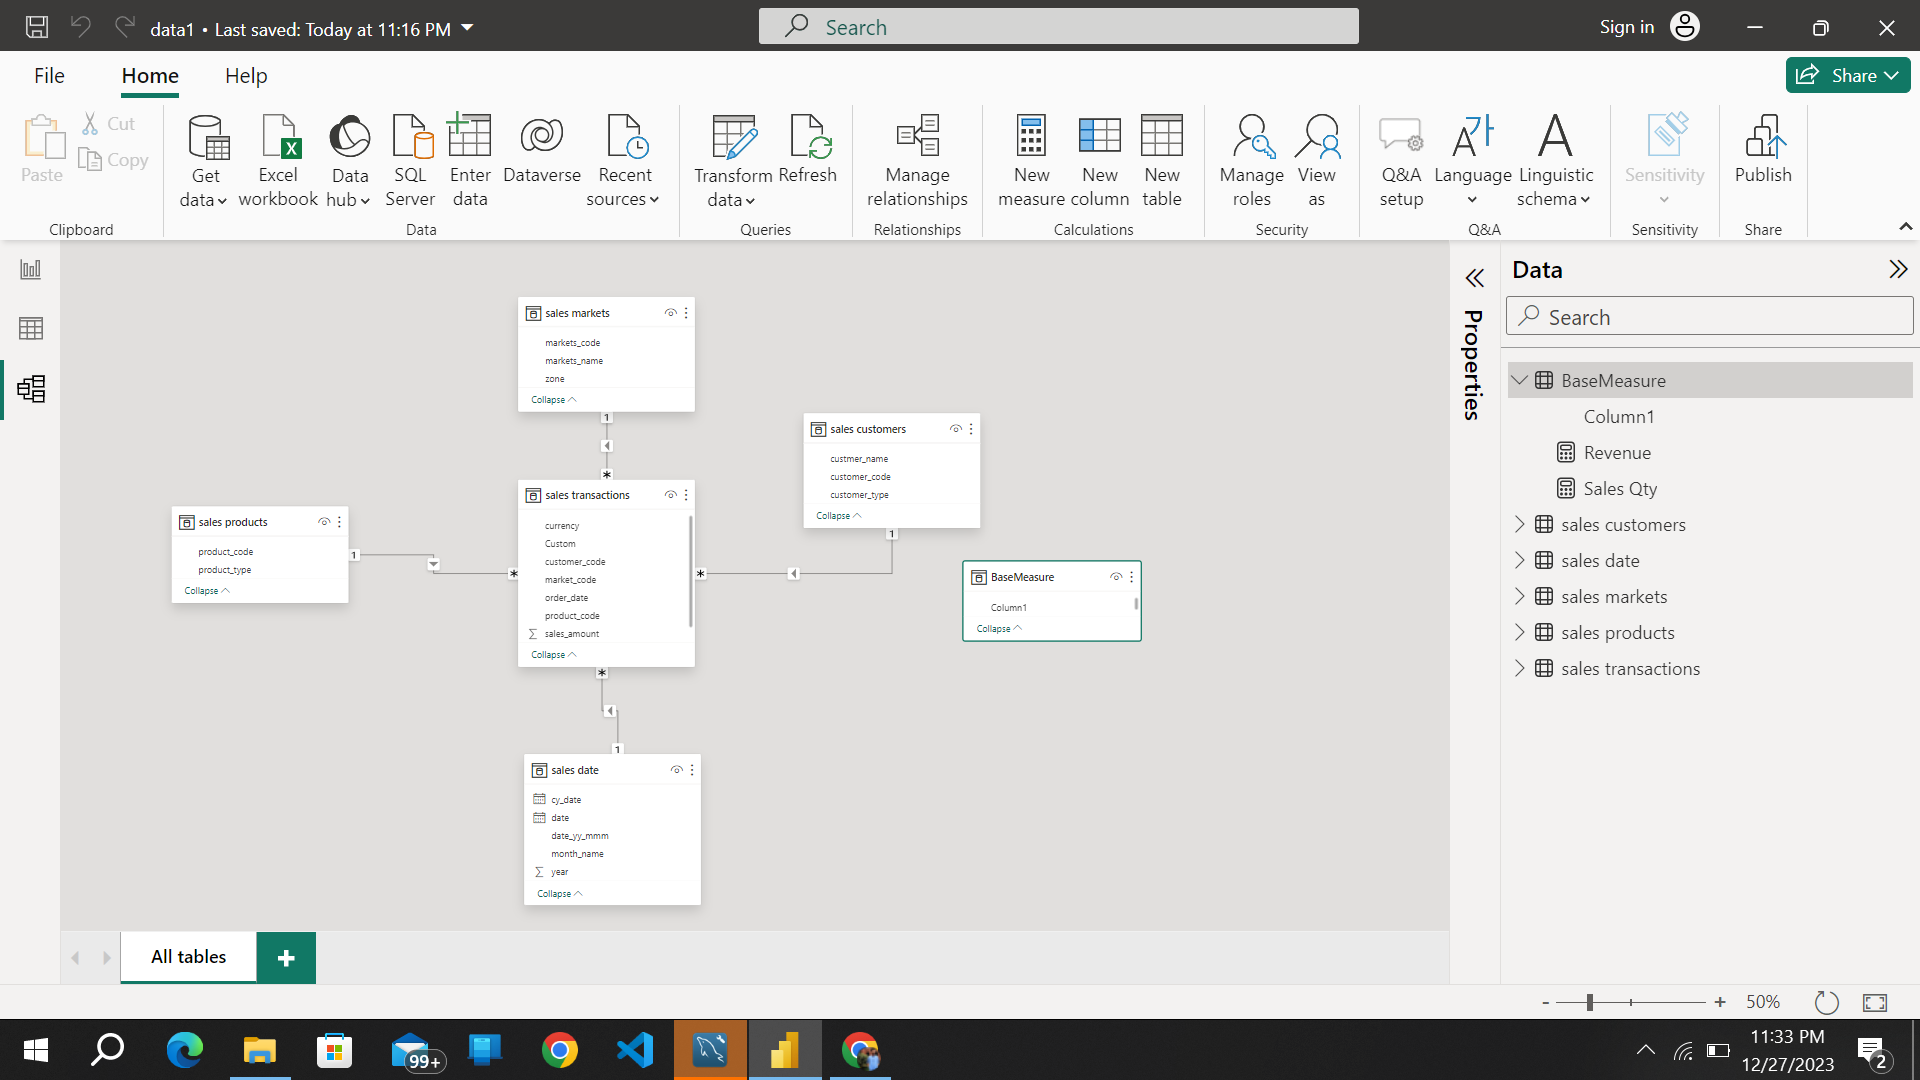 data1 • Last saved: Today at 11:16 PM
Search
Sign in
File
Home
Help
Share
Paste
Cut
Copy
Clipboard
Get data
Excel workbook
Data hub
SQL Server
Enter data
Dataverse
Recent sources
Data
Transform data
Refresh
Queries
Manage relationships
Relationships
New measure
New column
New table
Calculations
Manage roles
View as
Security
Q&A setup
Language
Linguistic schema
Q&A
Sensitivity
Sensitivity
Publish
Share
sales markets
markets_code
markets_name
zone
Collapse
1
*
sales customers
custmer_name
customer_code
customer_type
Collapse
1
*
sales products
product_code
product_type
Collapse
1
*
sales transactions
currency
Custom
customer_code
market_code
order_date
product_code
Σ sales_amount
Collapse
*
1
BaseMeasure
Column1
Collapse
sales date
cy_date
date
date_yy_mmm
month_name
Σ year
Collapse
Properties
Data
Search
BaseMeasure
Column1
Revenue
Sales Qty
sales customers
sales date
sales markets
sales products
sales transactions
All tables
+
- + 50%
99+
11:33 PM
12/27/2023
2